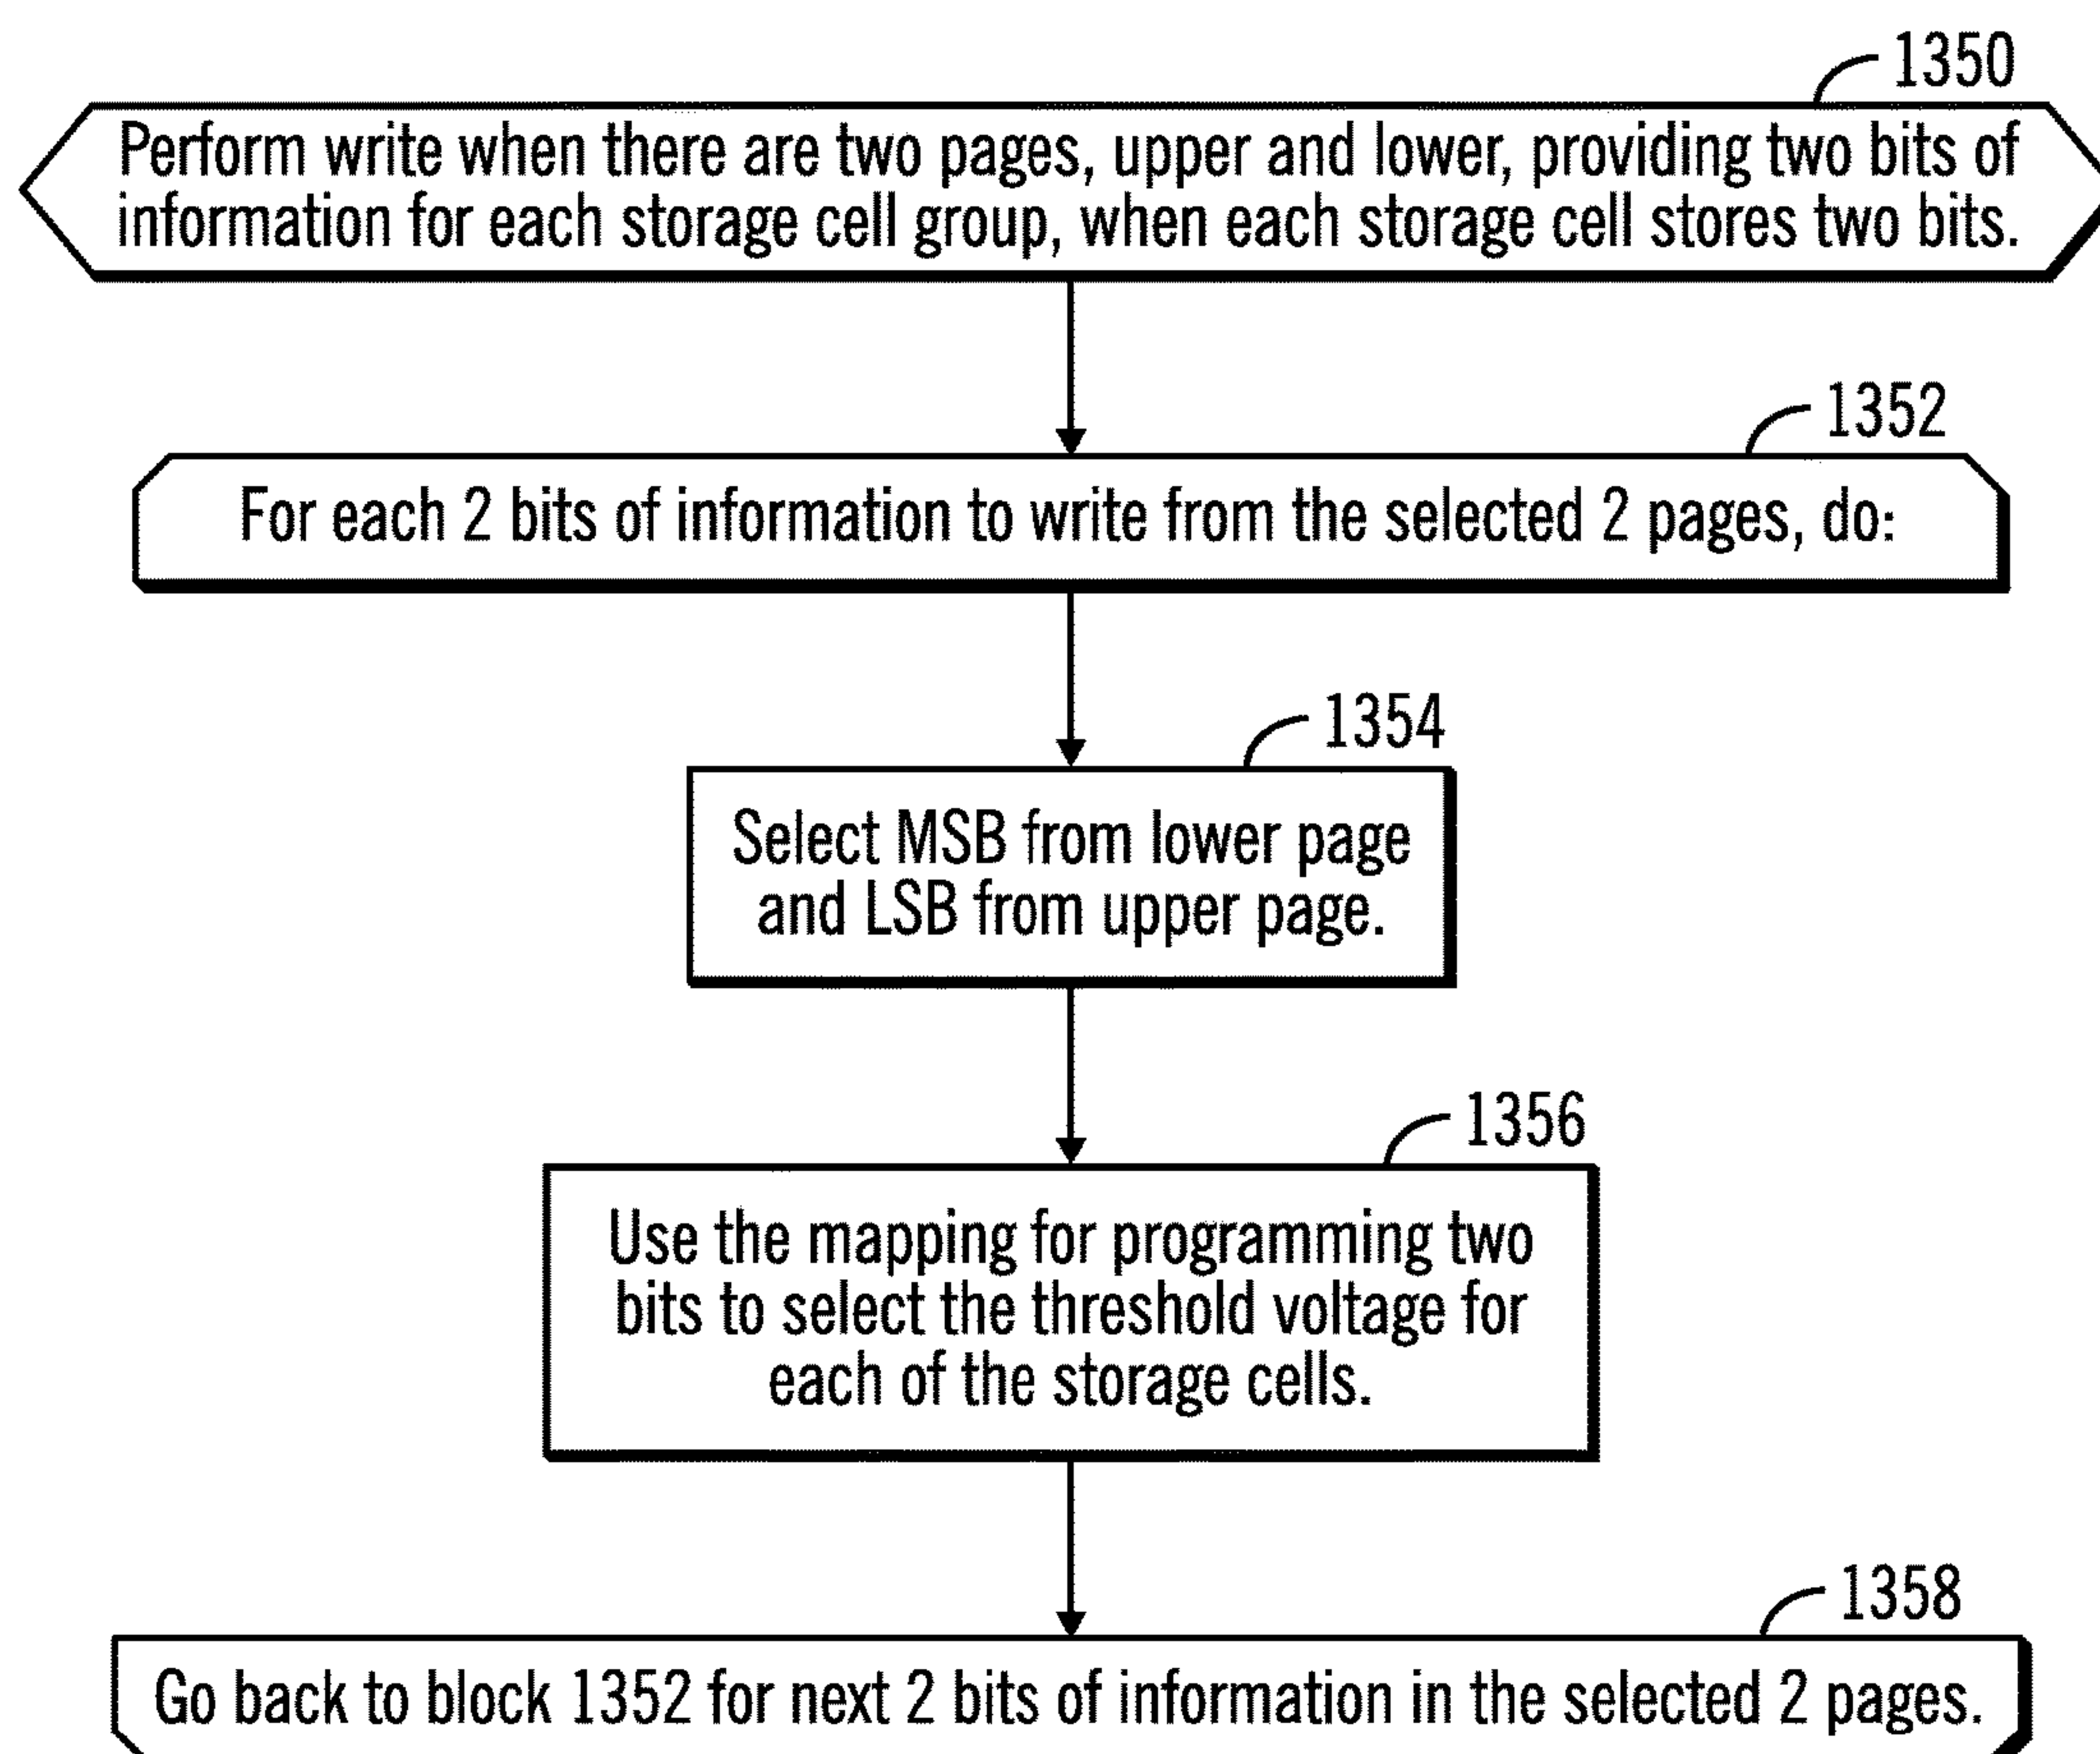 1350
Perform write when there are two pages, upper and lower, providing two bits of
information for each storage cell group, when each storage cell stores two bits.
1352
For each 2 bits of information to write from the selected 2 pages, do:
1354
Select MSB from lower page
and LSB from upper page.
1356
Use the mapping for programming two
bits to select the threshold voltage for
each of the storage cells.
1358
Go back to block 1352 for next 2 bits of information in the selected 2 pages.